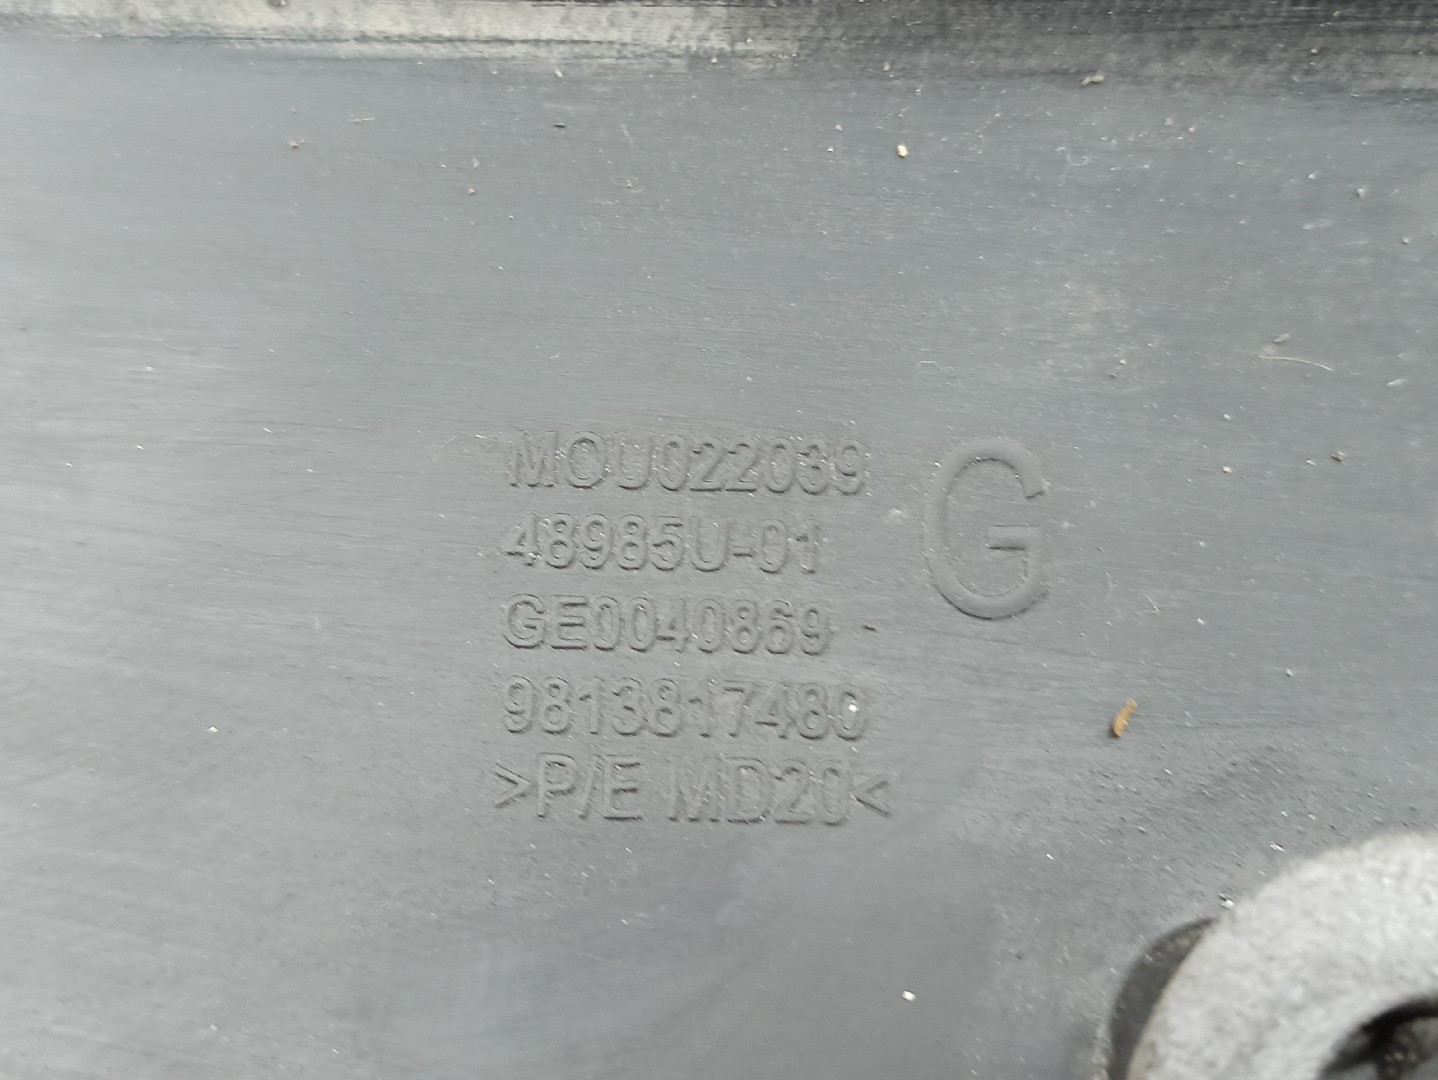 MOU022039
48985U-01
GE0040869 -
9813817480
>P/E MD20<
G